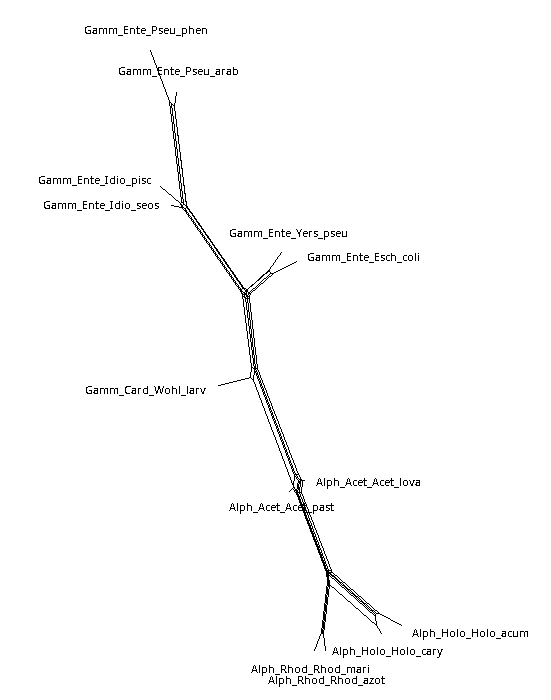 Gamm_Ente_Pseu_phen
Gamm_Ente_Pseu_arab
Gamm_Ente_Idio_pisc
Gamm_Ente_Idio_seos
Gamm_Ente_Yers_pseu
Gamm_Ente_Esch_coli
Gamm_Card_Wohl_larv
Alph_Acet_Acet_lova
Alph_Acet_Acet_past
Alph_Holo_Holo_acum
Alph_Holo_Holo_cary
Alph_Rhod_Rhod_mari
Alph_Rhod_Rhod_azot